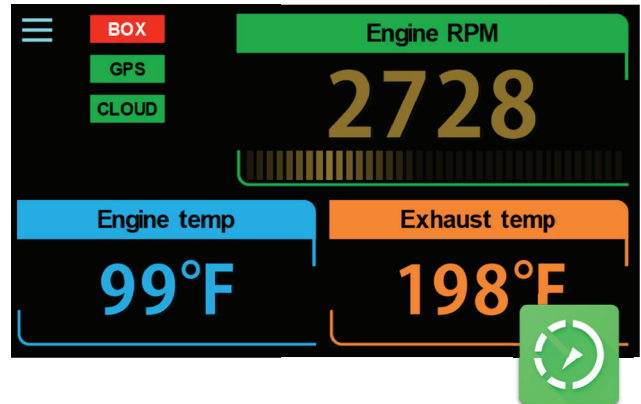 BOX
GPS
CLOUD
Engine RPM
2728
Engine temp
99°F
Exhaust temp
198°F